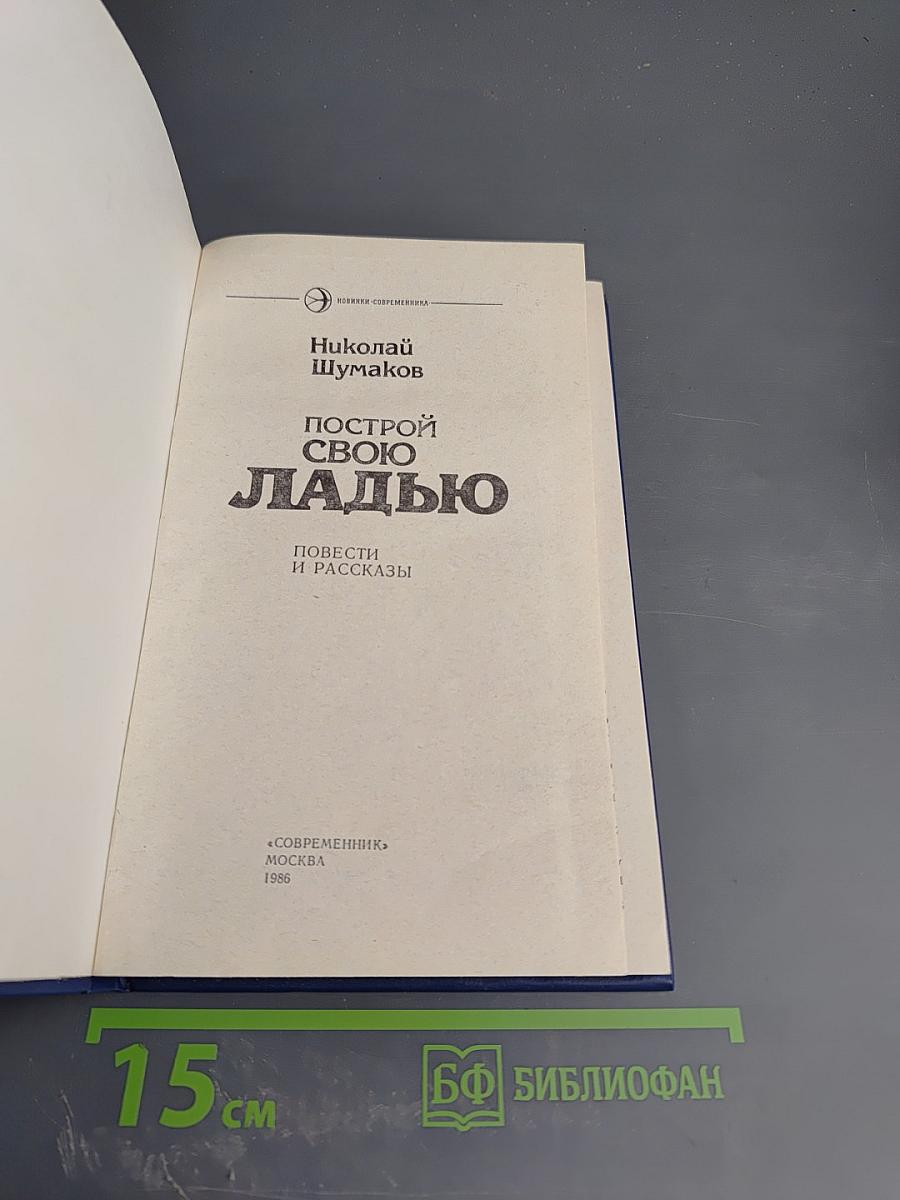 НОВИНКИ·СОВРЕМЕННИКА·
Николай
Шумаков
ПОСТРОЙ
СВОЮ
ЛАДЬЮ
ПОВЕСТИ
И РАССКАЗЫ
«СОВРЕМЕННИК»
МОСКВА
1986
15 см
БФ БИБЛИОФАН